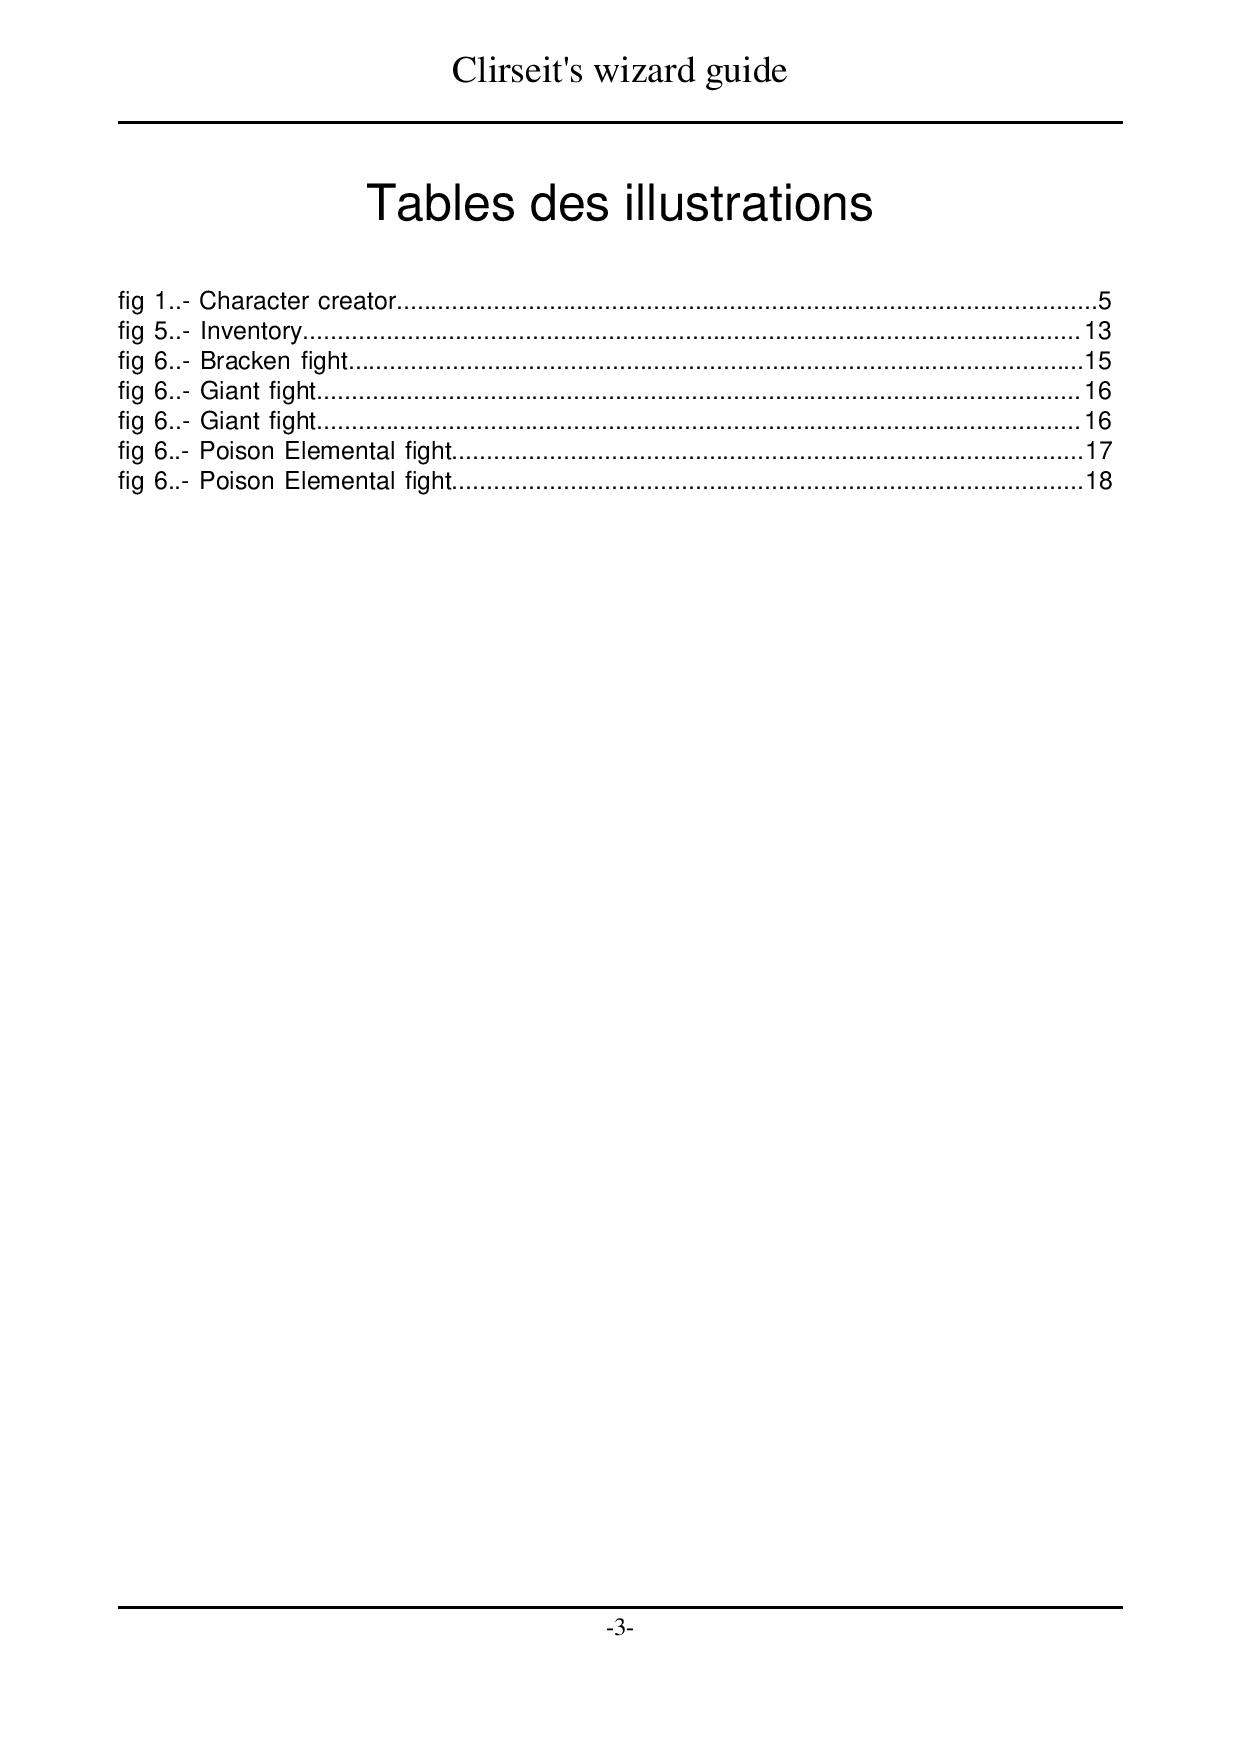 Clirseit's wizard guide
Tables des illustrations
fig 1..- Character creator.....................................................................................................5
fig 5..- Inventory................................................................................................................13
fig 6..- Bracken fight..........................................................................................................15
fig 6..- Giant fight..............................................................................................................16
fig 6..- Giant fight..............................................................................................................16
fig 6..- Poison Elemental fight...........................................................................................17
fig 6..- Poison Elemental fight...........................................................................................18
-3-